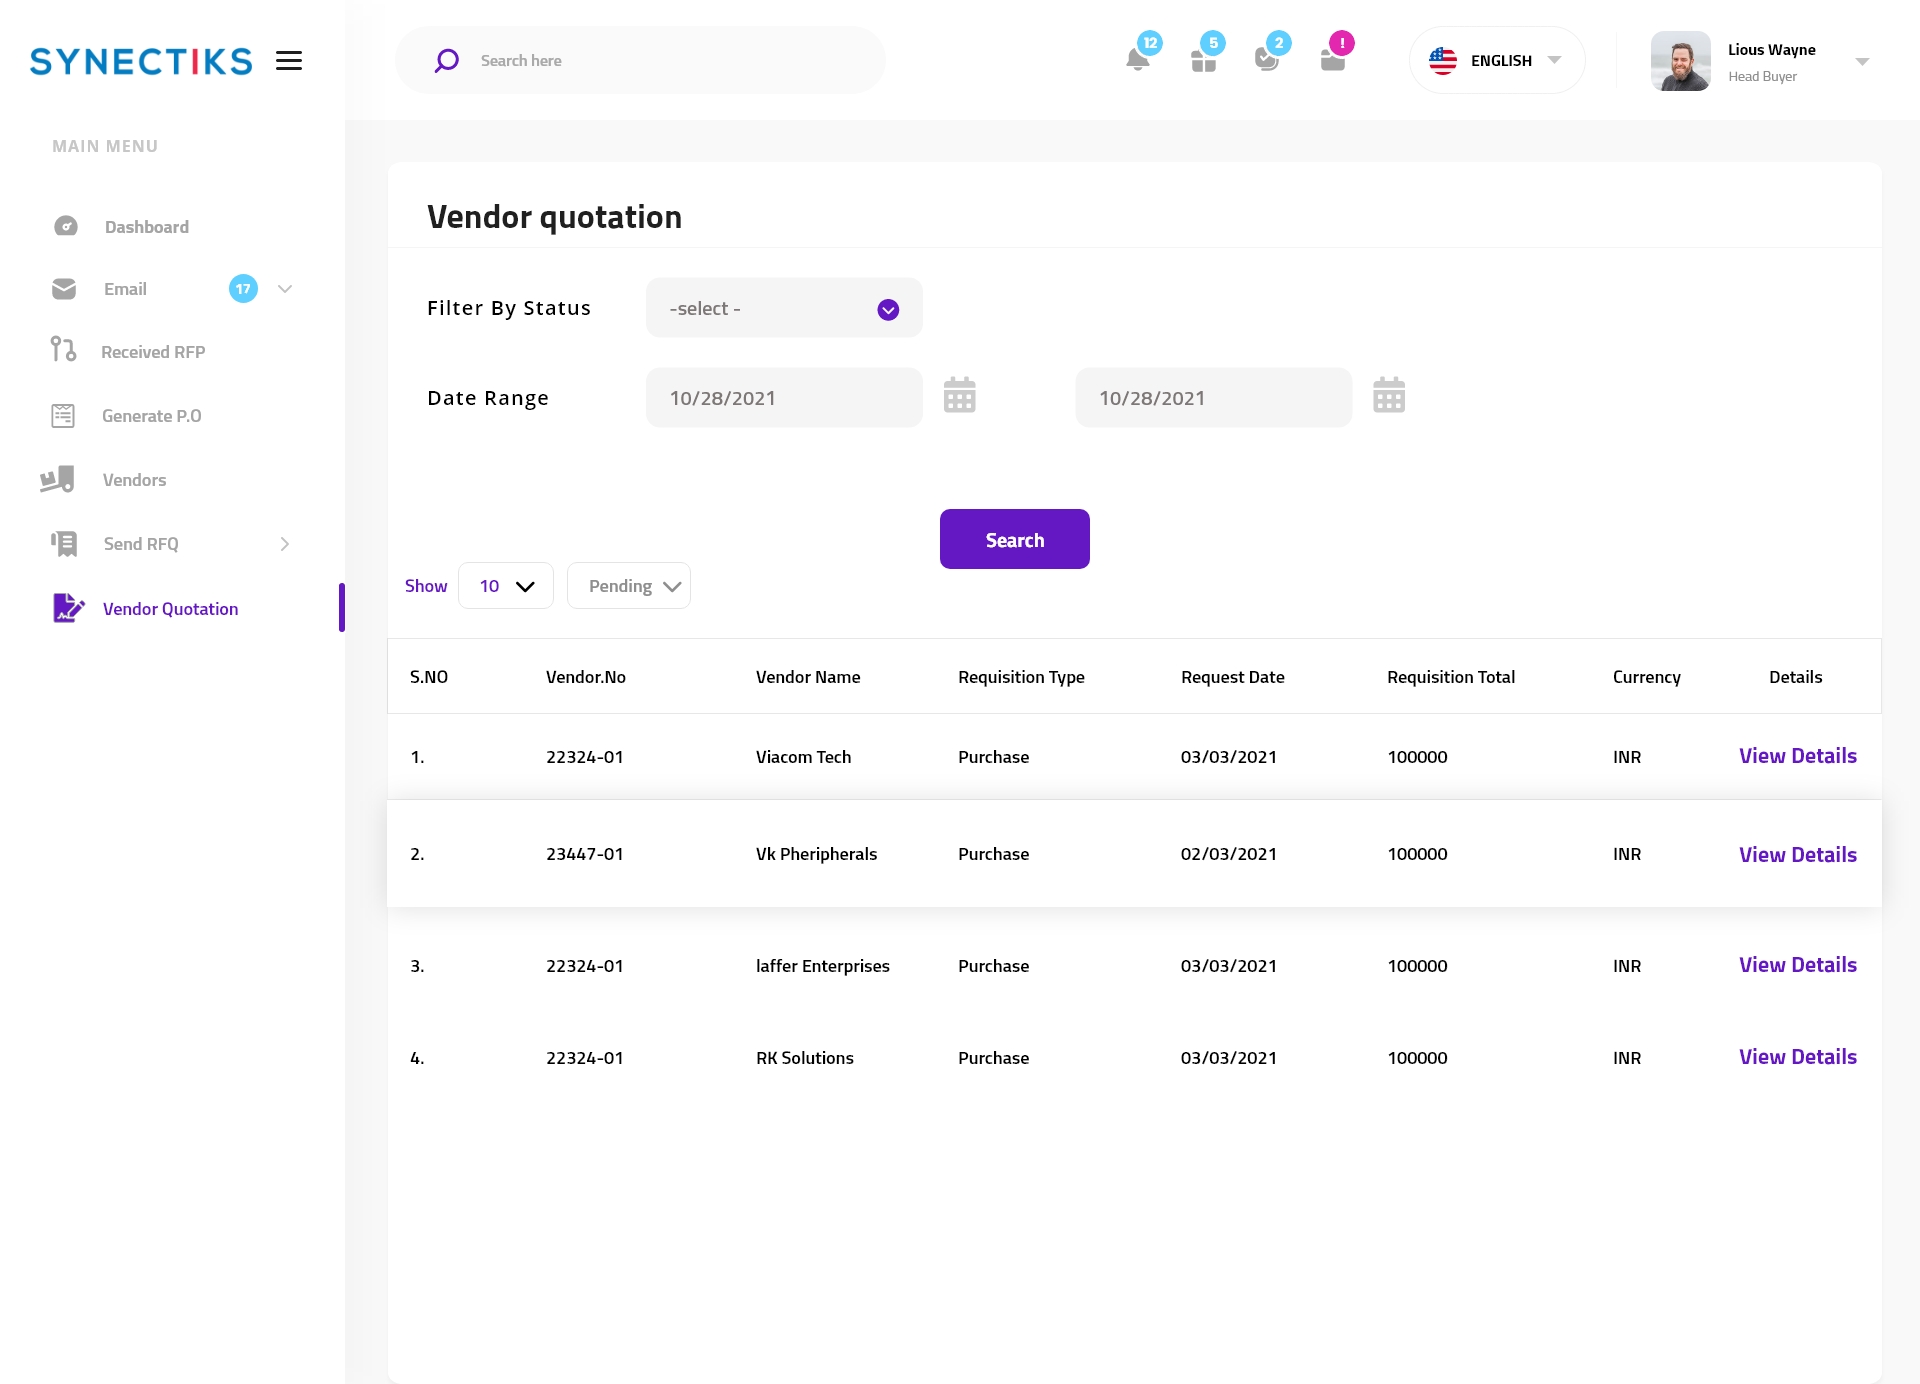 SYNECTIKS
Search here
12
5
2
!
ENGLISH
Lious Wayne
Head Buyer
MAIN MENU
Dashboard
Email 17
Received RFP
Generate P.O
Vendors
Send RFQ
Vendor Quotation
Vendor quotation
Filter By Status -select -
Date Range 10/28/2021 10/28/2021
Search
Show 10 Pending
S.NO Vendor.No Vendor Name Requisition Type Request Date Requisition Total Currency Details
1. 22324-01 Viacom Tech Purchase 03/03/2021 100000 INR View Details
2. 23447-01 Vk Pheripherals Purchase 02/03/2021 100000 INR View Details
3. 22324-01 laffer Enterprises Purchase 03/03/2021 100000 INR View Details
4. 22324-01 RK Solutions Purchase 03/03/2021 100000 INR View Details